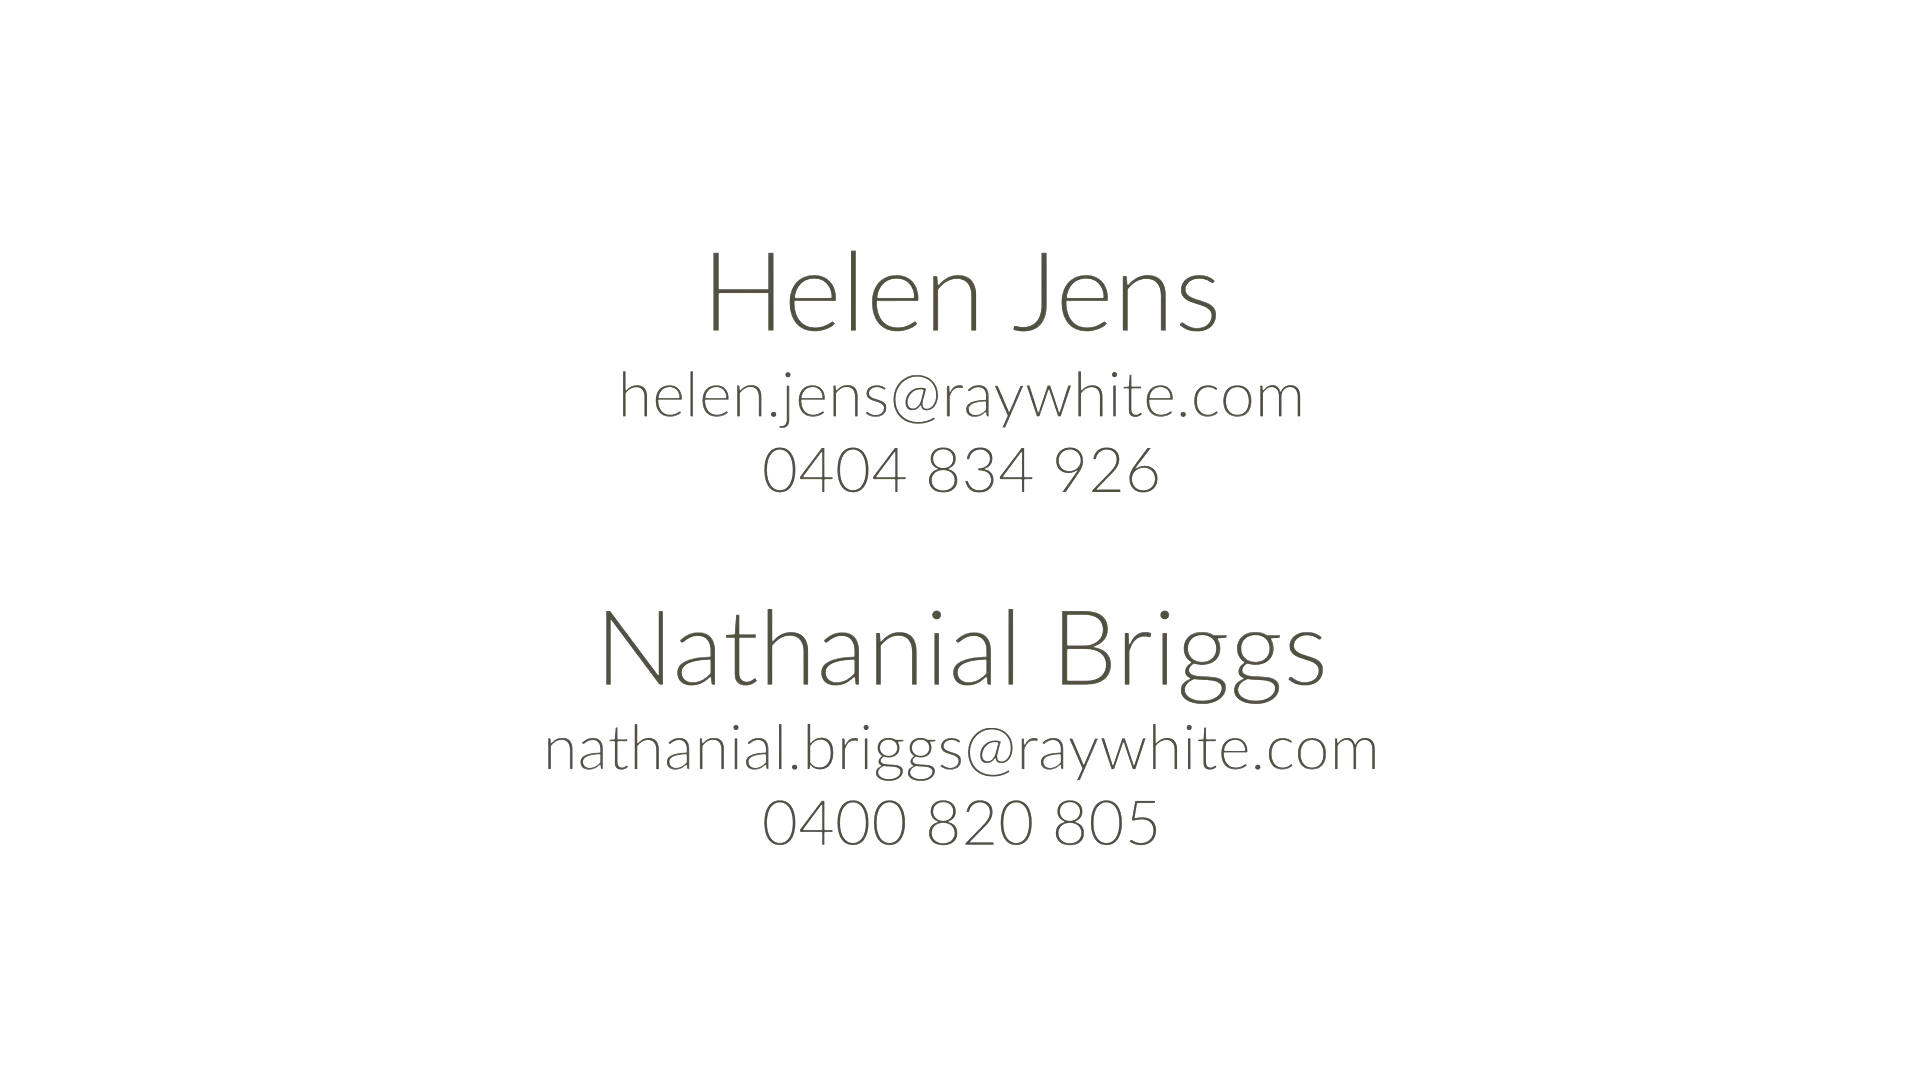 Helen Jens
helen.jens@raywhite.com
0404 834 926
Nathanial Briggs
nathanial.briggs@raywhite.com
0400 820 805